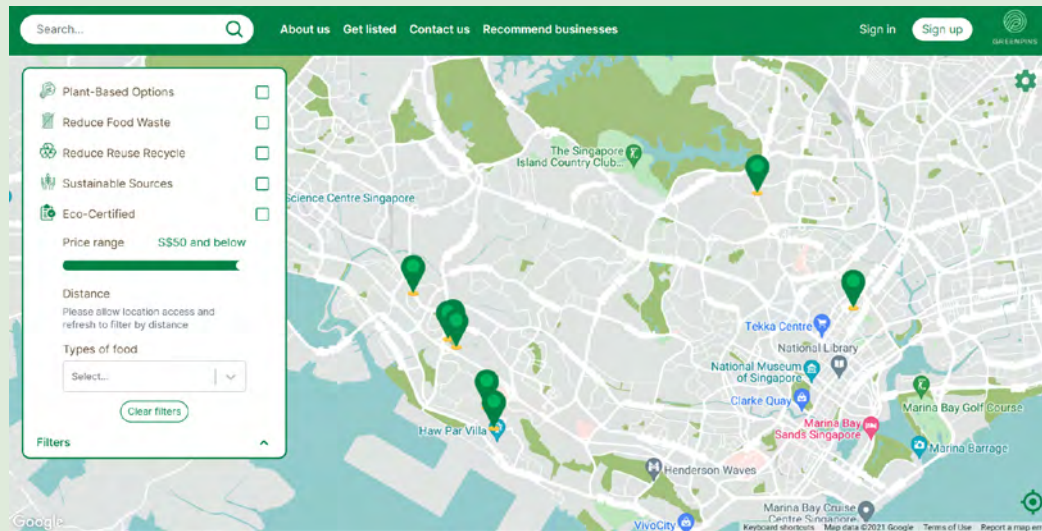 Search...
About us Get listed Contact us Recommend businesses
Sign in
Sign up
GREENPINS
Plant-Based Options
Reduce Food Waste
Reduce Reuse Recycle
Sustainable Sources
Eco-Certified
Price range S$50 and below
Distance
Please allow location access and
refresh to filter by distance
Types of food
Select...
Clear filters
Filters
The Singapore
Island Country Club...
Science Centre Singapore
Tekka Centre
National Library
National Museum
of Singapore
Clarke Quay
Marina Bay Golf Course
Marina Bay
Sands Singapore
Haw Par Villa
Marina Barrage
Henderson Waves
Marina Bay Cruise
Centre Singapore
VivoCity
Google
Keyboard shortcuts Map data ©2021 Google Terms of Use Report a map err